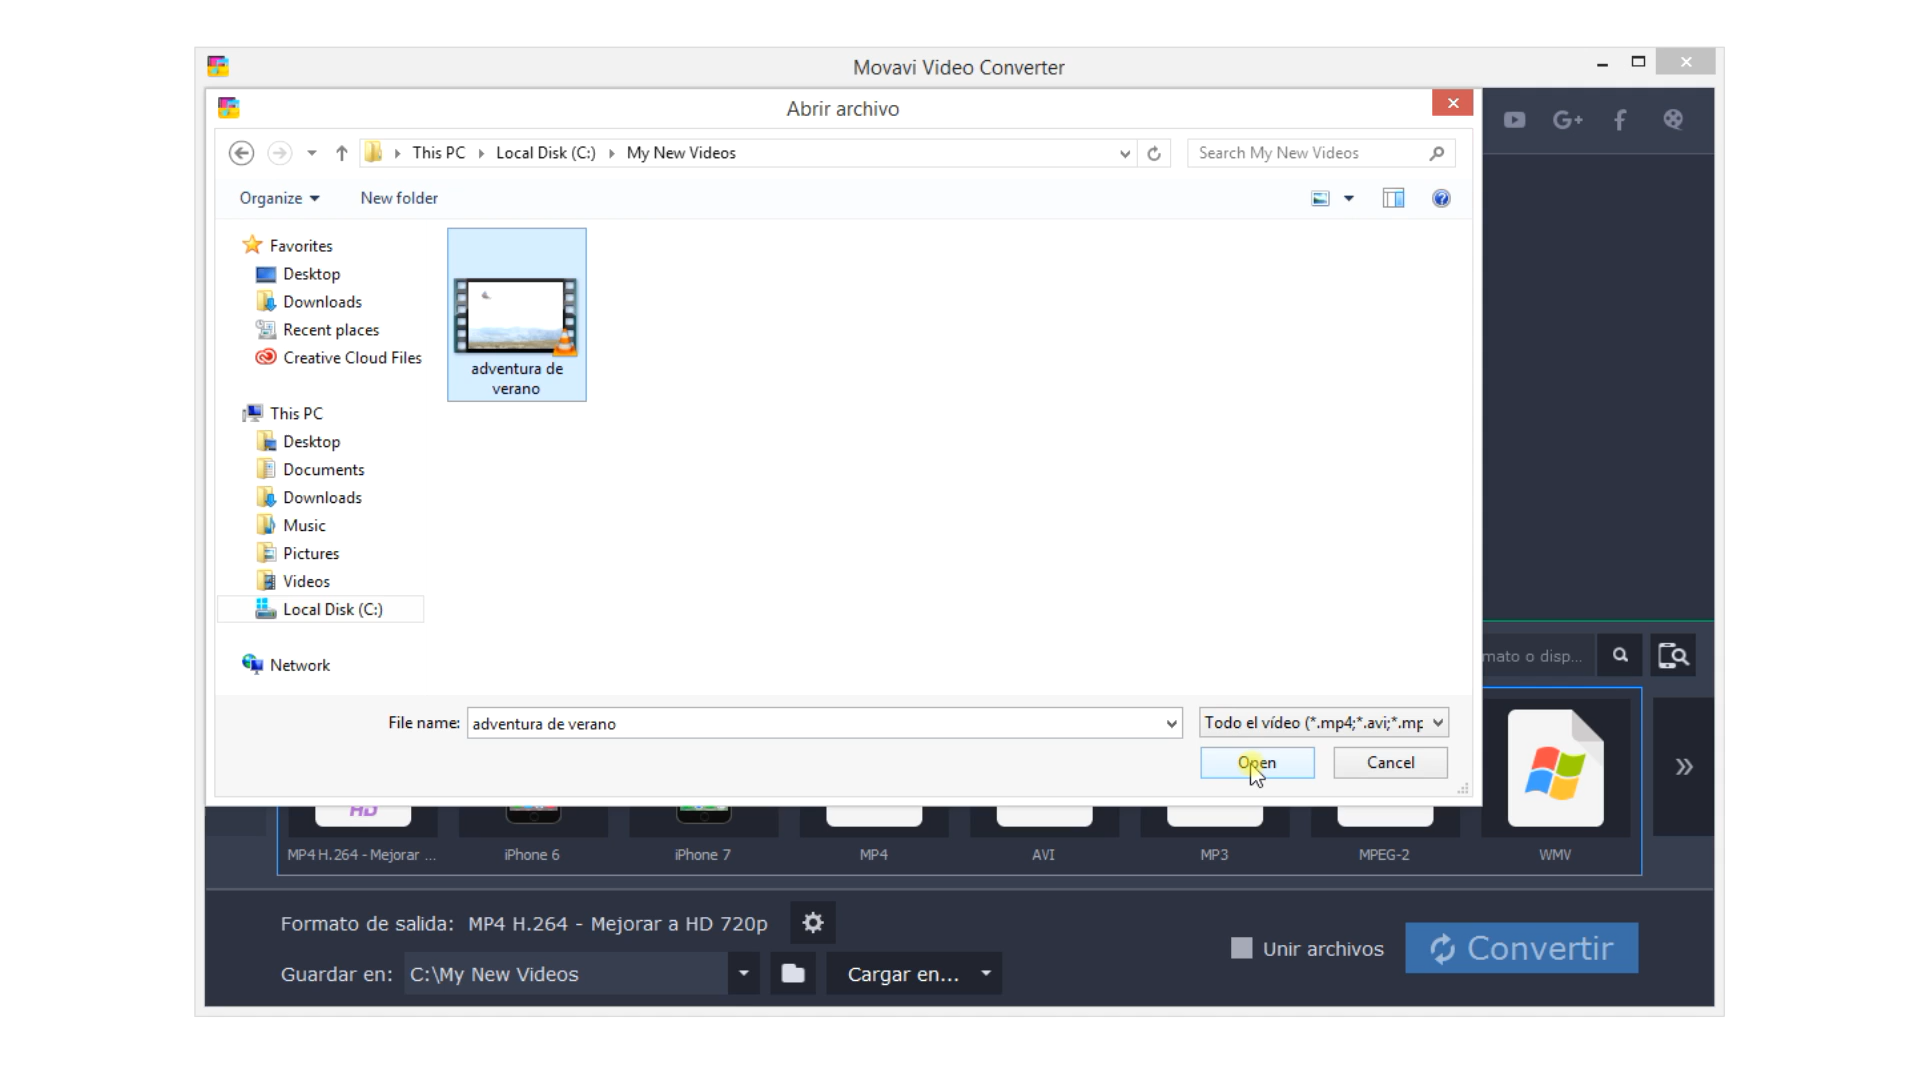 Movavi Video Converter
Abrir archivo
This PC
Local Disk (C:)
My New Videos
Search My New Videos
Organize
New folder
Favorites
Desktop
Downloads
Recent places
Creative Cloud Files
This PC
Desktop
Documents
Downloads
Music
Pictures
Videos
Local Disk (C:)
Network
adventura de
verano
File name:
adventura de verano
Todo el vídeo (*.mp4;*.avi;*.mp
Open
Cancel
G+
f
mato o disp...
HD
MP4 H.264 - Mejorar ...
iPhone 6
iPhone 7
MP4
AVI
MP3
MPEG-2
WMV
Formato de salida: MP4 H.264 - Mejorar a HD 720p
Guardar en: C:\My New Videos
Cargar en...
Unir archivos
Convertir